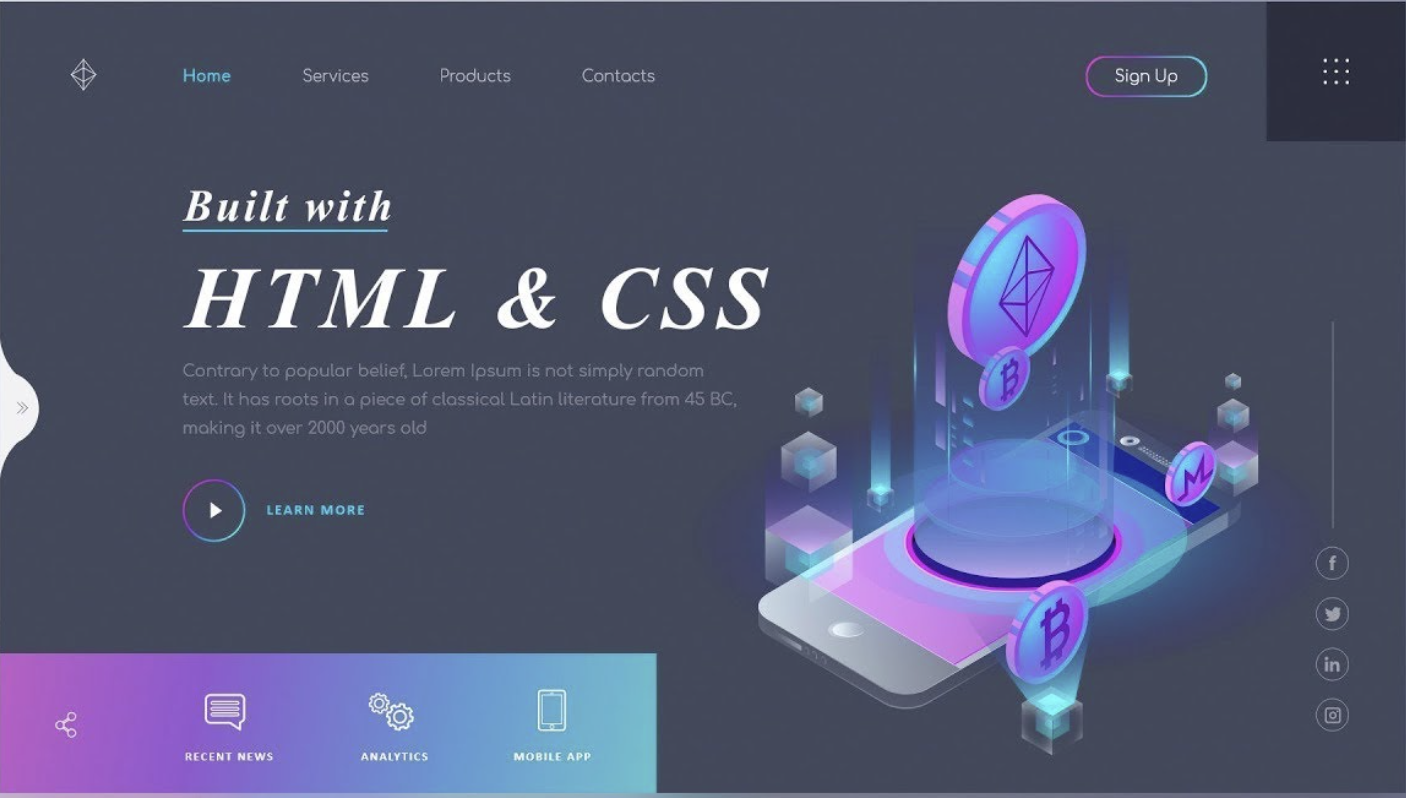 Home
Services
Products
Contacts
Sign Up
Built with
HTML & CSS
Contrary to popular belief, Lorem Ipsum is not simply random
text. It has roots in a piece of classical Latin literature from 45 BC,
making it over 2000 years old
LEARN MORE
RECENT NEWS
ANALYTICS
MOBILE APP